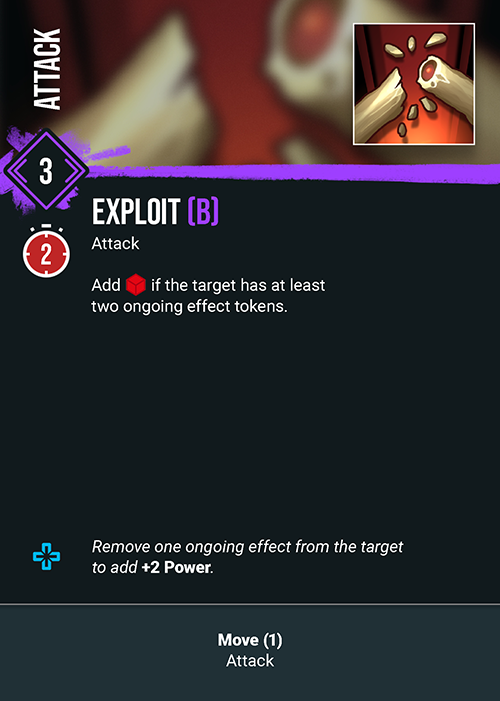 ATTACK
3
EXPLOIT (B)
2
Attack
Add if the target has at least
two ongoing effect tokens.
Remove one ongoing effect from the target
to add +2 Power.
Move (1)
Attack